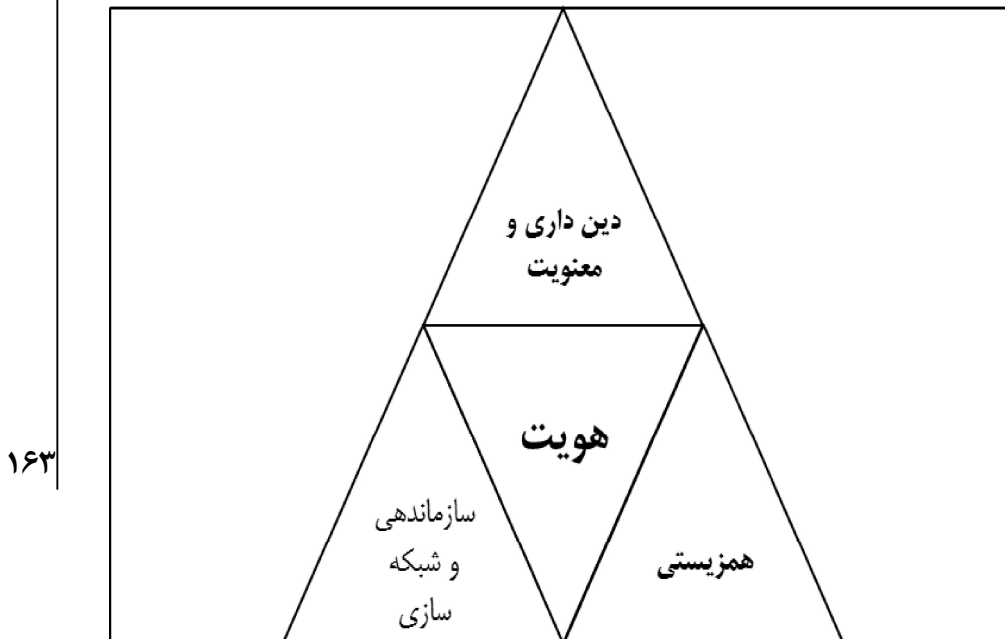 دین داری و
معنویت
هویت
سازماندهی
و شبکه
سازی
همزیستی
۱۶۳